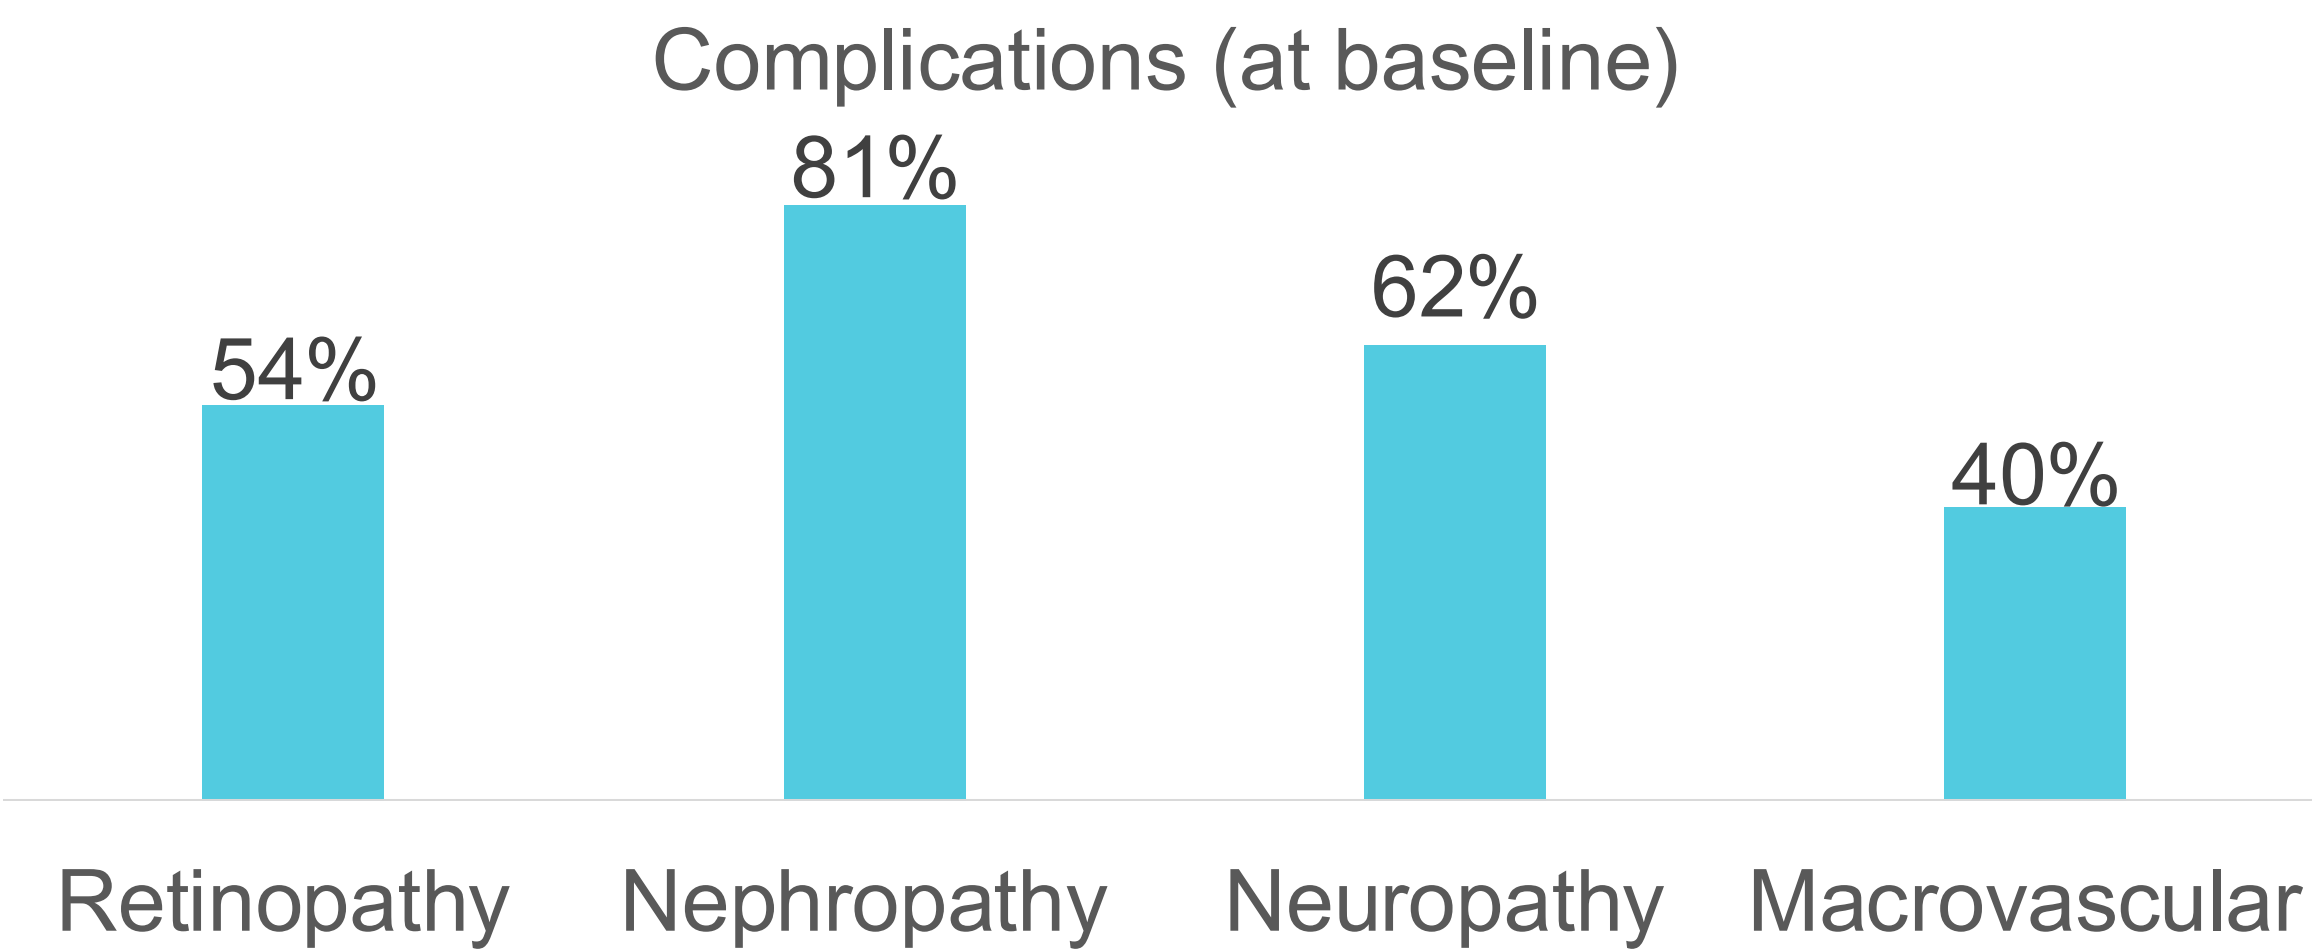 Complications (at baseline)
81%
62%
54%
40%
Retinopathy Nephropathy Neuropathy Macrovascular